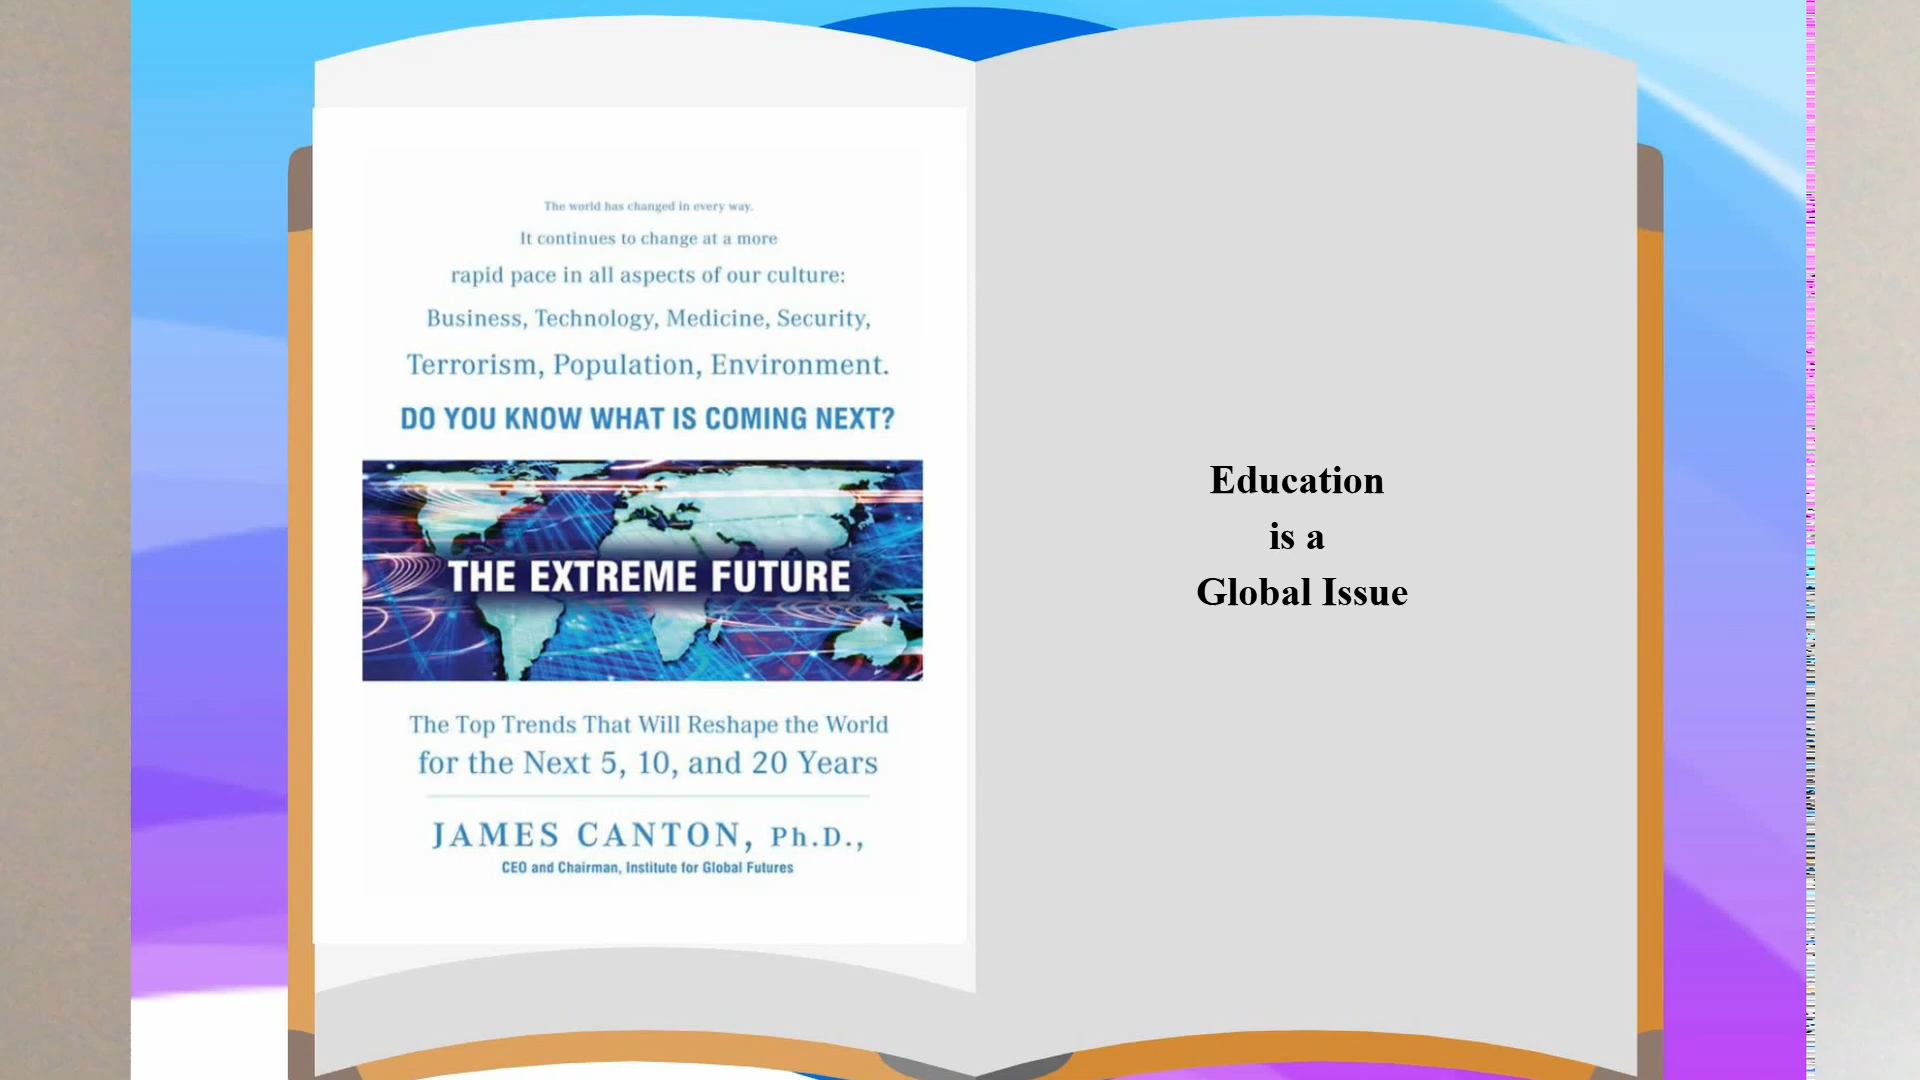 The world has changed in every way.
It continues to change at a more
rapid pace in all aspects of our culture:
Business, Technology, Medicine, Security,
Terrorism, Population, Environment.
DO YOU KNOW WHAT IS COMING NEXT?
THE EXTREME FUTURE
The Top Trends That Will Reshape the World
for the Next 5, 10, and 20 Years
JAMES CANTON, Ph.D.,
CEO and Chairman, Institute for Global Futures
Education
is a
Global Issue